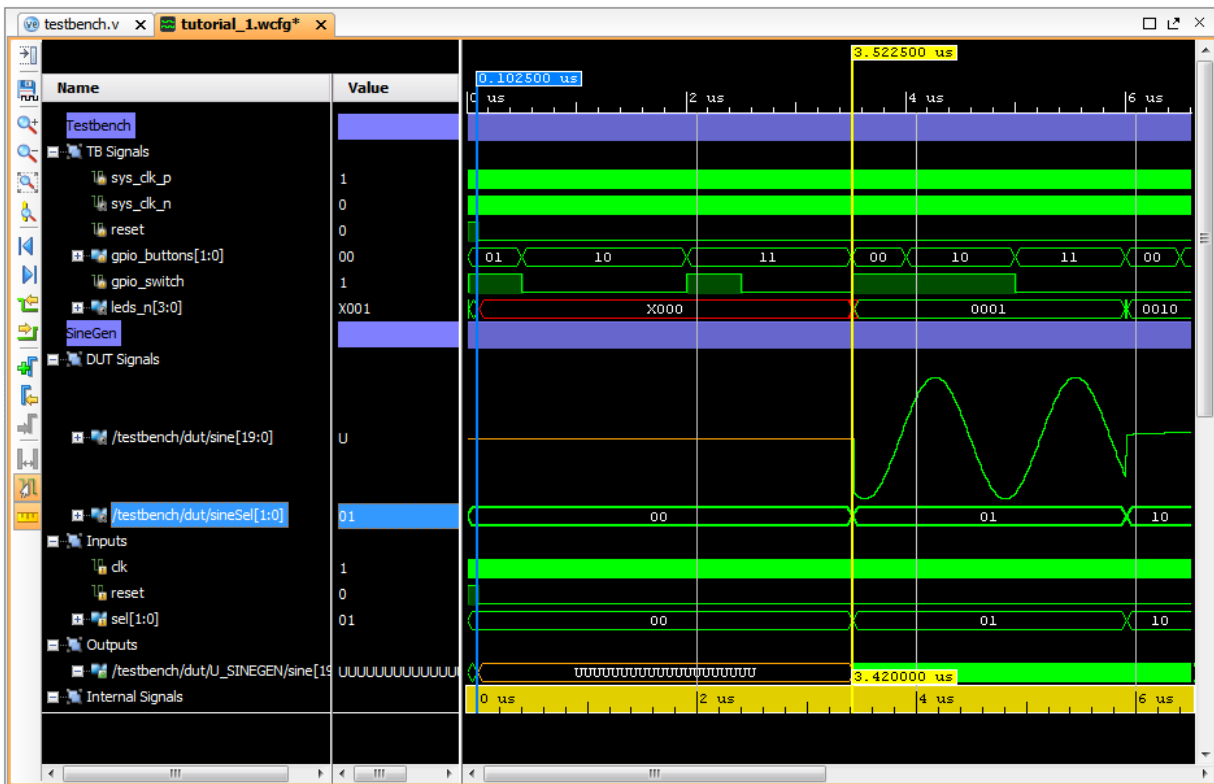 testbench.v
tutorial_1.wcfg*
3.522500 us
0.102500 us
Name Value
0 us 2 us 4 us 6 us
Testbench
TB Signals
sys_clk_p 1
sys_clk_n 0
reset 0
gpio_buttons[1:0] 00 01 10 11 00 10 11 00
gpio_switch 1
leds_n[3:0] X001 X000 0001 0010
SineGen
DUT Signals
/testbench/dut/sine[19:0] U
/testbench/dut/sineSel[1:0] 01 00 01 10
Inputs
clk 1
reset 0
sel[1:0] 01 00 01 10
Outputs
/testbench/dut/U_SINEGEN/sine[19
3.420000 us
Internal Signals
0 us 2 us 4 us 6 us